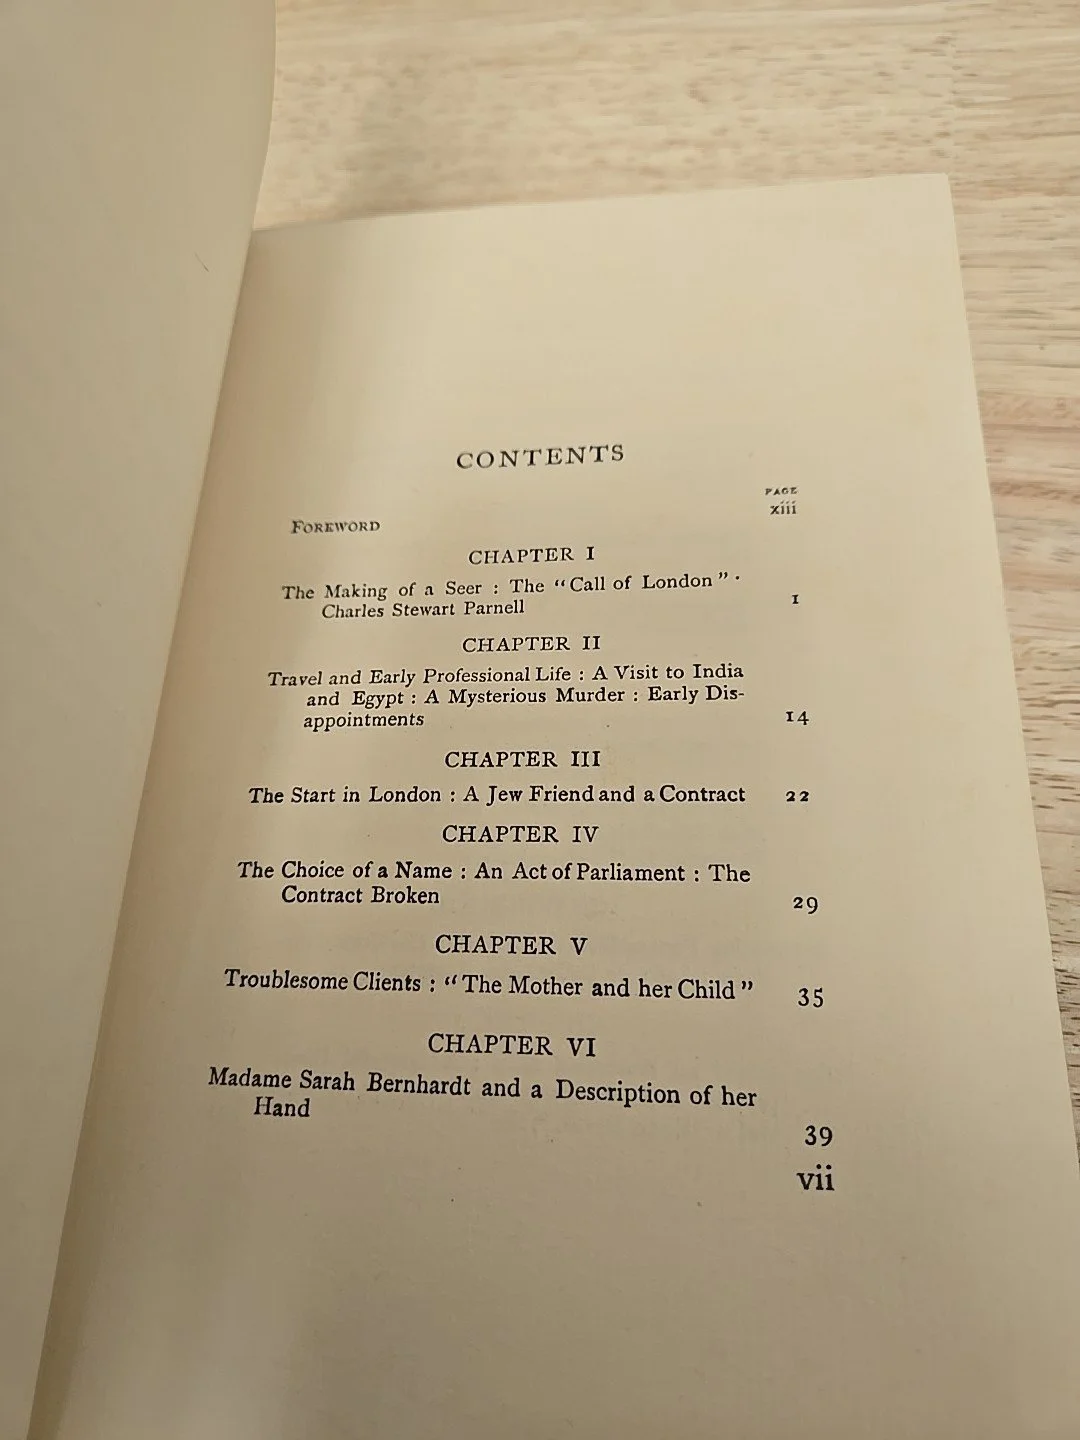 CONTENTS
PAGE
FOREWORD xiii
CHAPTER I
The Making of a Seer : The “Call of London” ·
Charles Stewart Parnell 1
CHAPTER II
Travel and Early Professional Life : A Visit to India
and Egypt : A Mysterious Murder : Early Dis-
appointments 14
CHAPTER III
The Start in London : A Jew Friend and a Contract 22
CHAPTER IV
The Choice of a Name : An Act of Parliament : The
Contract Broken 29
CHAPTER V
Troublesome Clients : “The Mother and her Child” 35
CHAPTER VI
Madame Sarah Bernhardt and a Description of her
Hand 39
vii